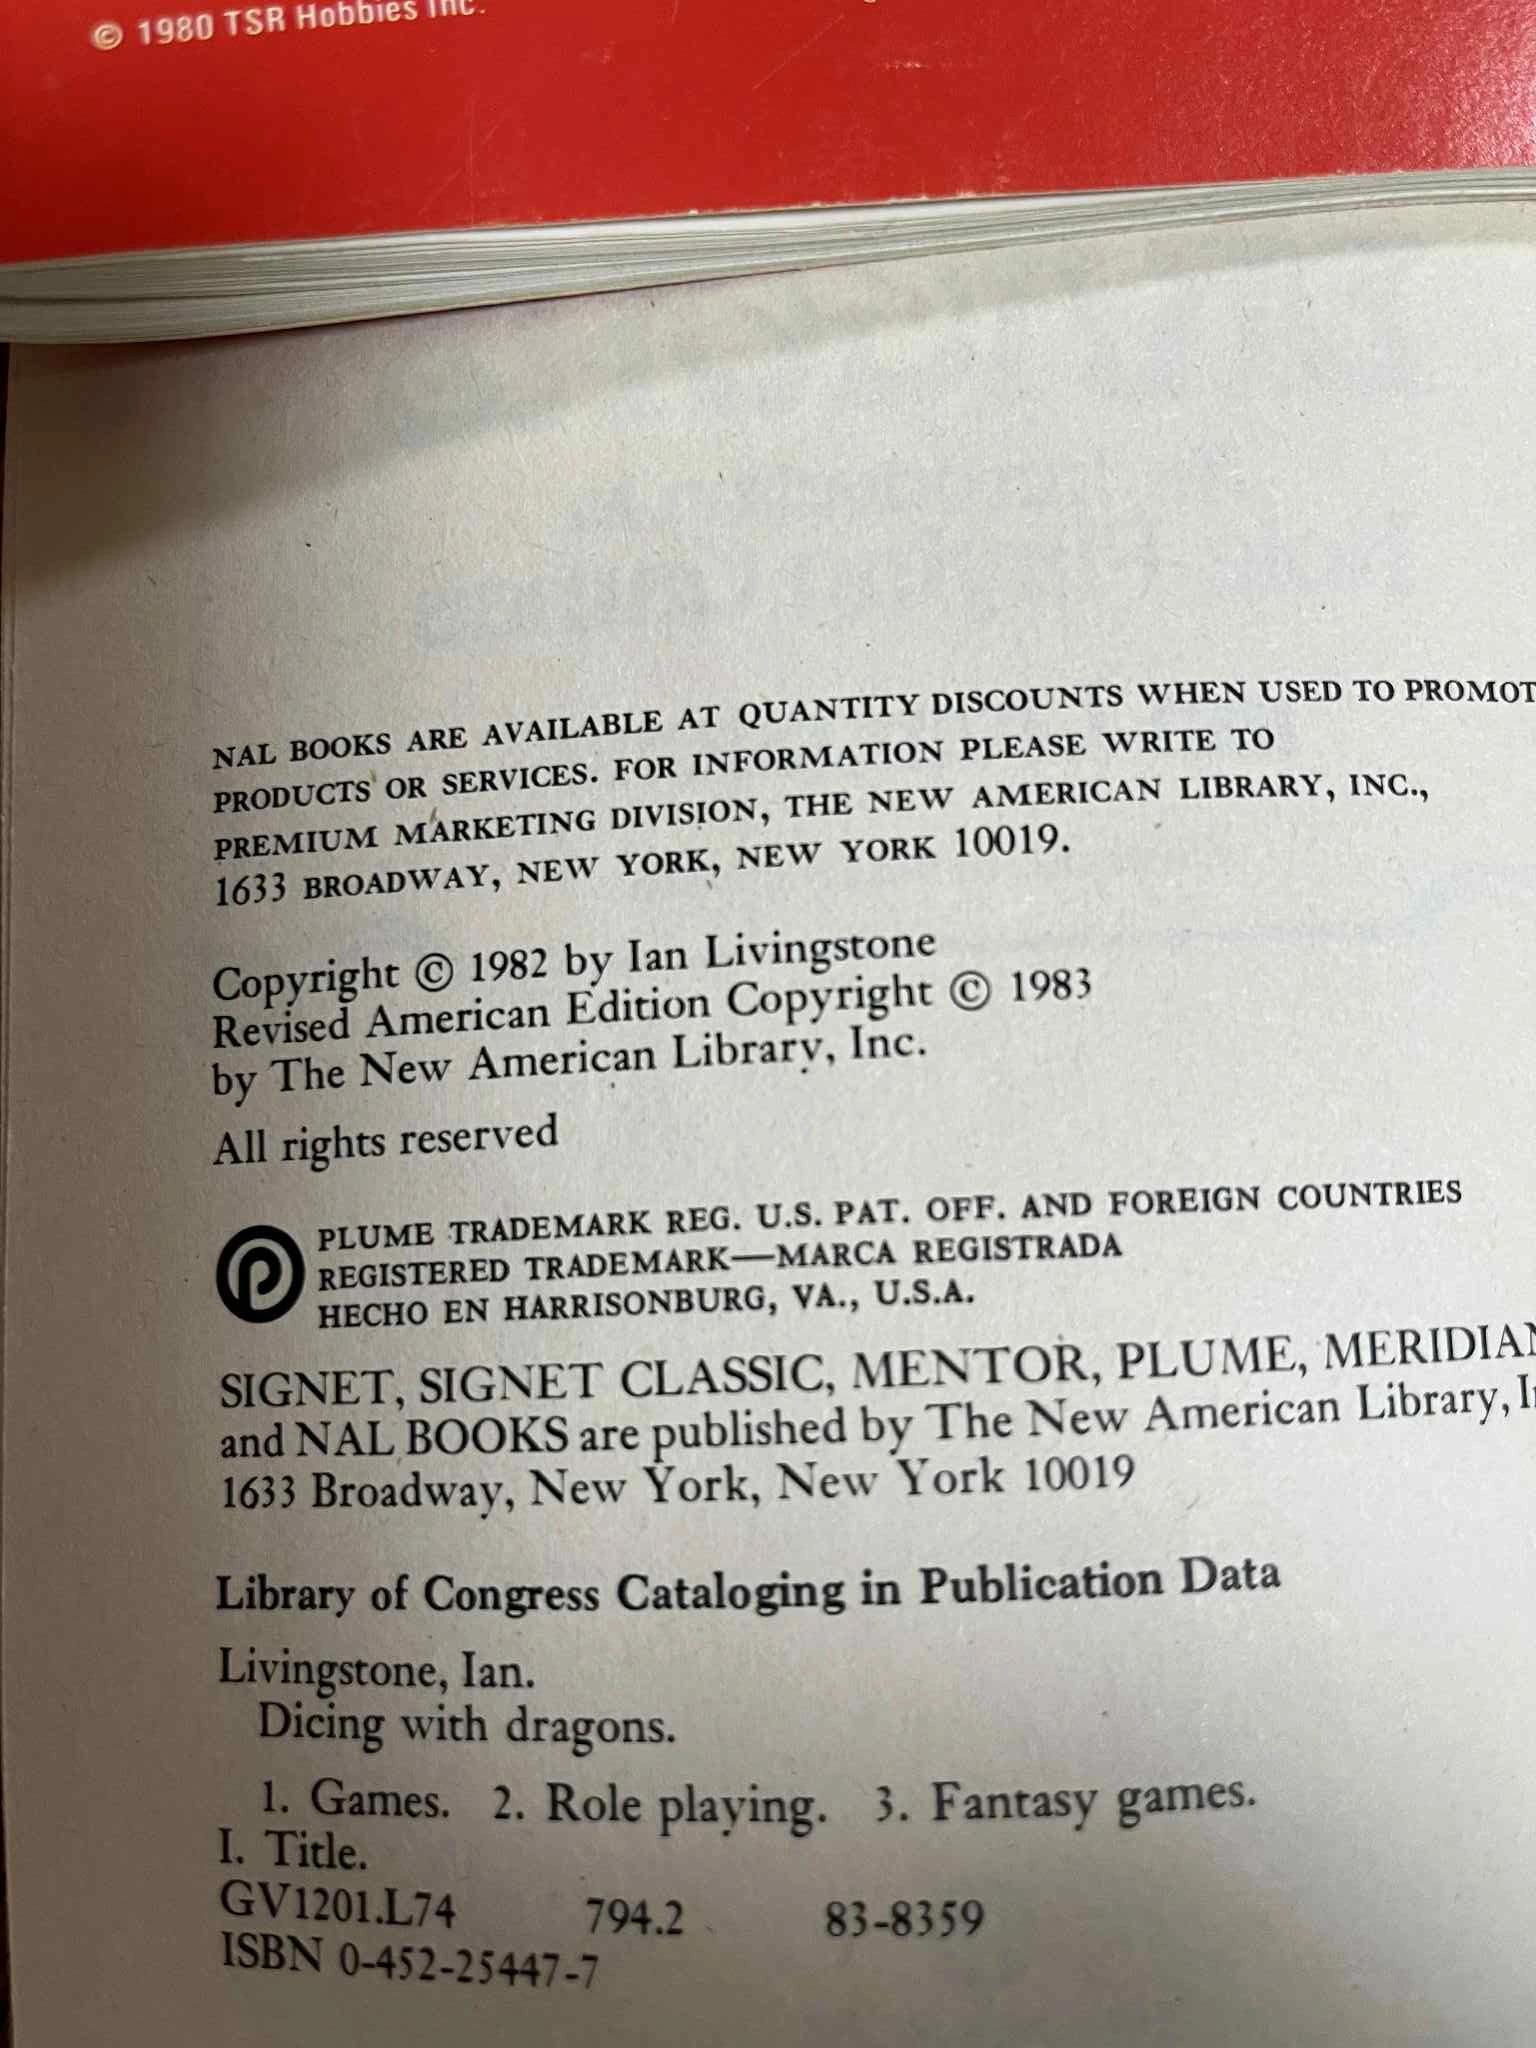 © 1980 TSR Hobbies Inc.
NAL BOOKS ARE AVAILABLE AT QUANTITY DISCOUNTS WHEN USED TO PROMOT
PRODUCTS OR SERVICES. FOR INFORMATION PLEASE WRITE TO
PREMIUM MARKETING DIVISION, THE NEW AMERICAN LIBRARY, INC.,
1633 BROADWAY, NEW YORK, NEW YORK 10019.
Copyright © 1982 by Ian Livingstone
Revised American Edition Copyright © 1983
by The New American Library, Inc.
All rights reserved
PLUME TRADEMARK REG. U.S. PAT. OFF. AND FOREIGN COUNTRIES
REGISTERED TRADEMARK—MARCA REGISTRADA
HECHO EN HARRISONBURG, VA., U.S.A.
SIGNET, SIGNET CLASSIC, MENTOR, PLUME, MERIDIAN
and NAL BOOKS are published by The New American Library, In
1633 Broadway, New York, New York 10019
Library of Congress Cataloging in Publication Data
Livingstone, Ian.
Dicing with dragons.
1. Games. 2. Role playing. 3. Fantasy games.
I. Title.
GV1201.L74 794.2 83-8359
ISBN 0-452-25447-7